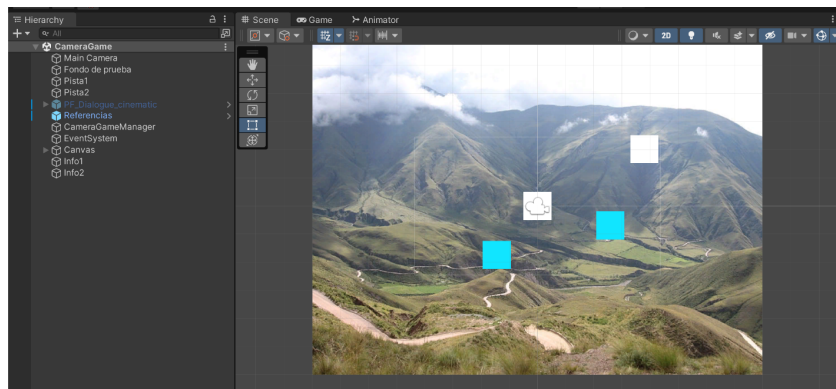 Hierarchy
All
CameraGame
Main Camera
Fondo de prueba
Pista1
Pista2
PF_Dialogue_cinematic
Referencias
CameraGameManager
EventSystem
Canvas
Info1
Info2
Scene Game Animator
2D